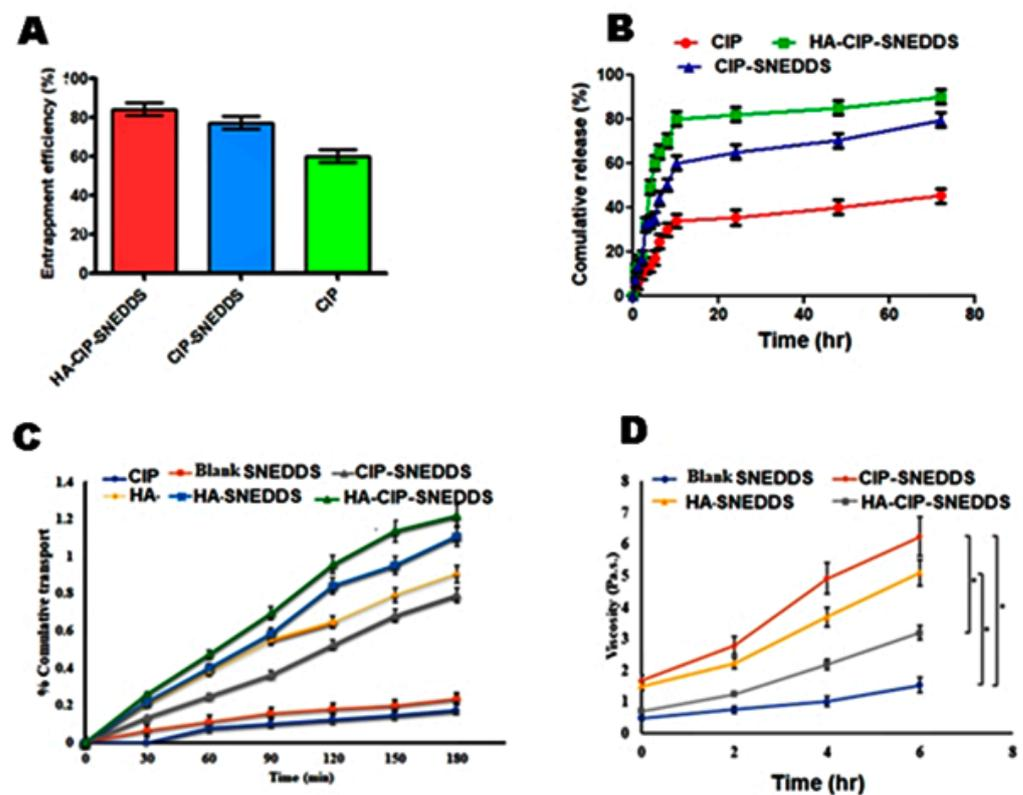 A
Entrappment efficiency (%)
100
80
60
40
20
0
HA-CIP-SNEDDS
CIP-SNEDDS
CIP
B
CIP HA-CIP-SNEDDS
CIP-SNEDDS
Comulative release (%)
100
80
60
40
20
0
0 20 40 60 80
Time (hr)
C
CIP Blank SNEDDS CIP-SNEDDS
HA- HA-SNEDDS HA-CIP-SNEDDS
% Comulative transport
1.4
1.2
1
0.8
0.6
0.4
0.2
0
0 30 60 90 120 150 180
Time (min)
D
Blank SNEDDS CIP-SNEDDS
HA-SNEDDS HA-CIP-SNEDDS
Viscosity (Pa.s.)
8
7
6
5
4
3
2
1
0
0 2 4 6 8
Time (hr)